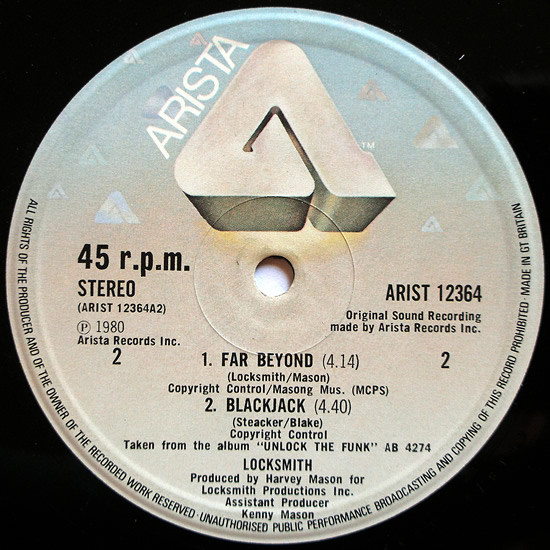 ARISTA
TM
45 r.p.m.
STEREO
(ARIST 12364A2)
Ⓟ 1980
Arista Records Inc.
2
ARIST 12364
Original Sound Recording
made by Arista Records Inc.
2
1. FAR BEYOND (4.14)
(Locksmith/Mason)
Copyright Control/Masong Mus. (MCPS)
2. BLACKJACK (4.40)
(Steacker/Blake)
Copyright Control
Taken from the album "UNLOCK THE FUNK" AB 4274
LOCKSMITH
Produced by Harvey Mason for
Locksmith Productions Inc.
Assistant Producer
Kenny Mason
ALL RIGHTS OF THE PRODUCER AND OF THE OWNER OF THE RECORDED WORK RESERVED · UNAUTHORISED PUBLIC PERFORMANCE BROADCASTING AND COPYING OF THIS RECORD PROHIBITED · MADE IN GT BRITAIN